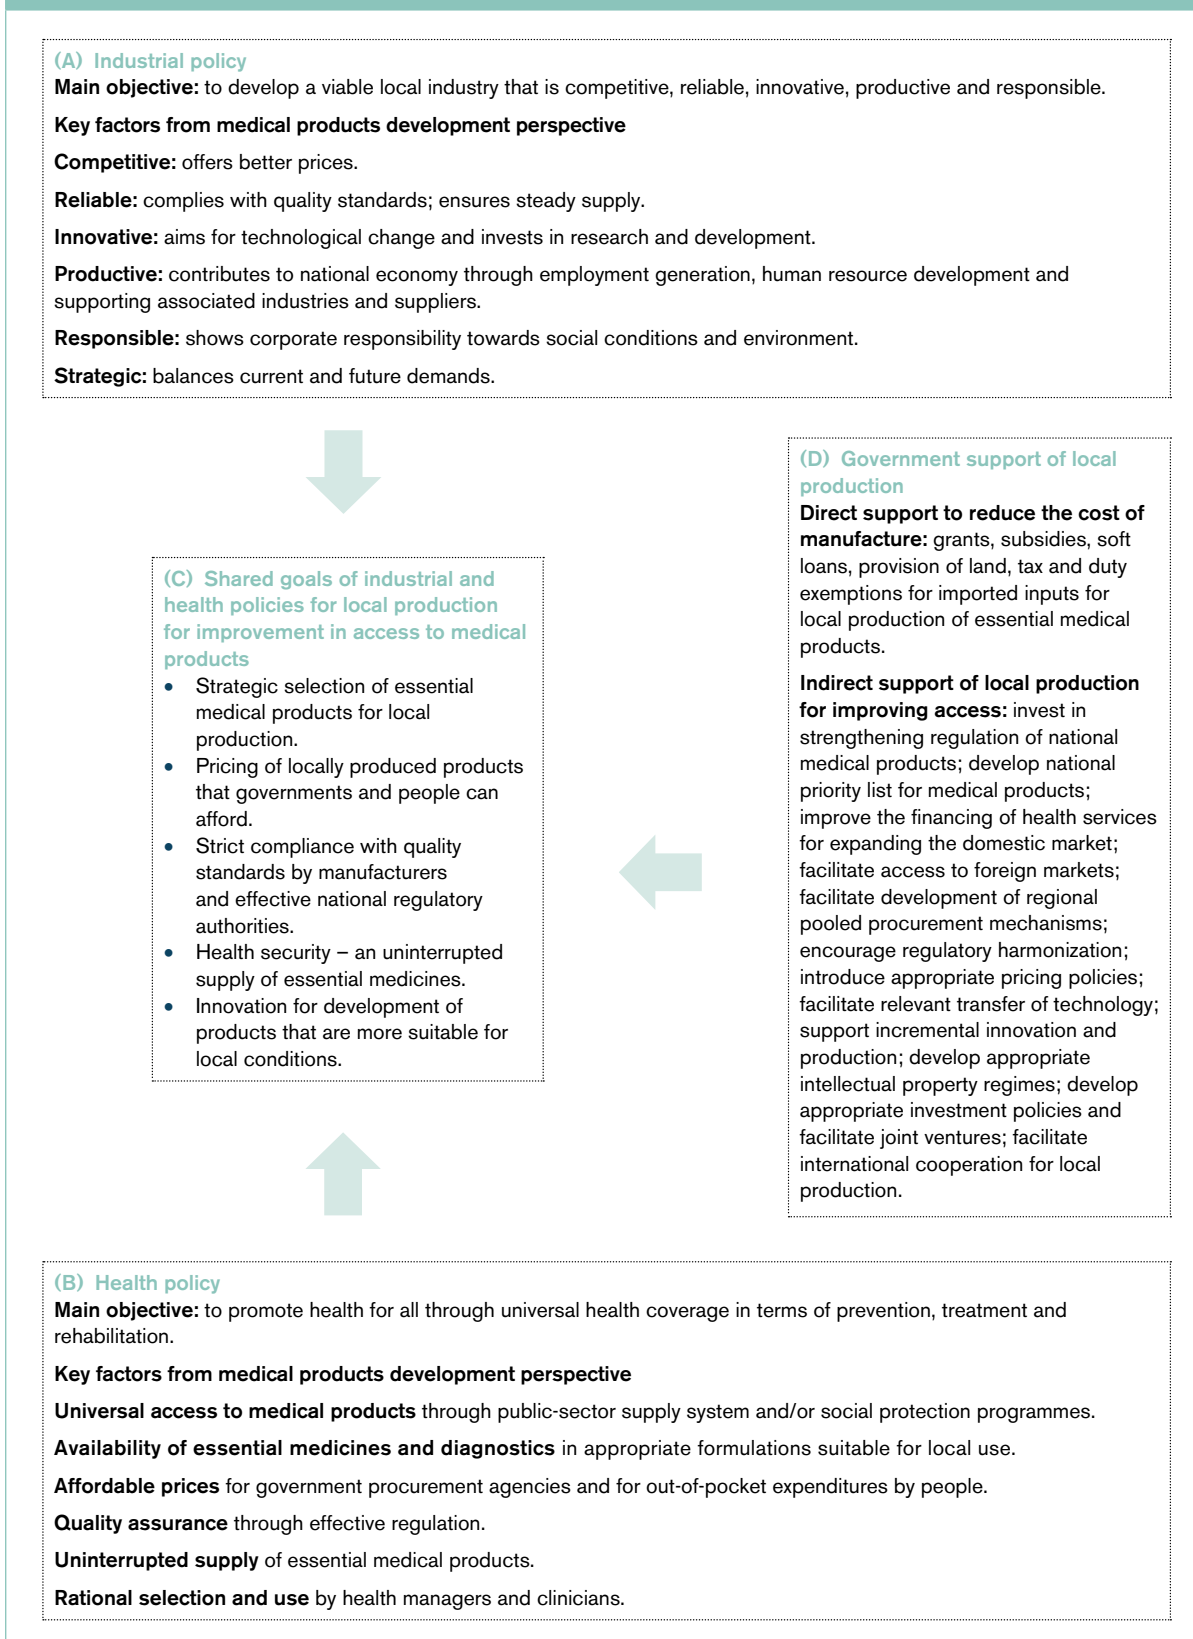 (A) Industrial policy
Main objective: to develop a viable local industry that is competitive, reliable, innovative, productive and responsible.
Key factors from medical products development perspective
Competitive: offers better prices.
Reliable: complies with quality standards; ensures steady supply.
Innovative: aims for technological change and invests in research and development.
Productive: contributes to national economy through employment generation, human resource development and
supporting associated industries and suppliers.
Responsible: shows corporate responsibility towards social conditions and environment.
Strategic: balances current and future demands.
(C) Shared goals of industrial and
health policies for local production
for improvement in access to medical
products
• Strategic selection of essential
medical products for local
production.
• Pricing of locally produced products
that governments and people can
afford.
• Strict compliance with quality
standards by manufacturers
and effective national regulatory
authorities.
• Health security – an uninterrupted
supply of essential medicines.
• Innovation for development of
products that are more suitable for
local conditions.
(D) Government support of local
production
Direct support to reduce the cost of
manufacture: grants, subsidies, soft
loans, provision of land, tax and duty
exemptions for imported inputs for
local production of essential medical
products.
Indirect support of local production
for improving access: invest in
strengthening regulation of national
medical products; develop national
priority list for medical products;
improve the financing of health services
for expanding the domestic market;
facilitate access to foreign markets;
facilitate development of regional
pooled procurement mechanisms;
encourage regulatory harmonization;
introduce appropriate pricing policies;
facilitate relevant transfer of technology;
support incremental innovation and
production; develop appropriate
intellectual property regimes; develop
appropriate investment policies and
facilitate joint ventures; facilitate
international cooperation for local
production.
(B) Health policy
Main objective: to promote health for all through universal health coverage in terms of prevention, treatment and
rehabilitation.
Key factors from medical products development perspective
Universal access to medical products through public-sector supply system and/or social protection programmes.
Availability of essential medicines and diagnostics in appropriate formulations suitable for local use.
Affordable prices for government procurement agencies and for out-of-pocket expenditures by people.
Quality assurance through effective regulation.
Uninterrupted supply of essential medical products.
Rational selection and use by health managers and clinicians.